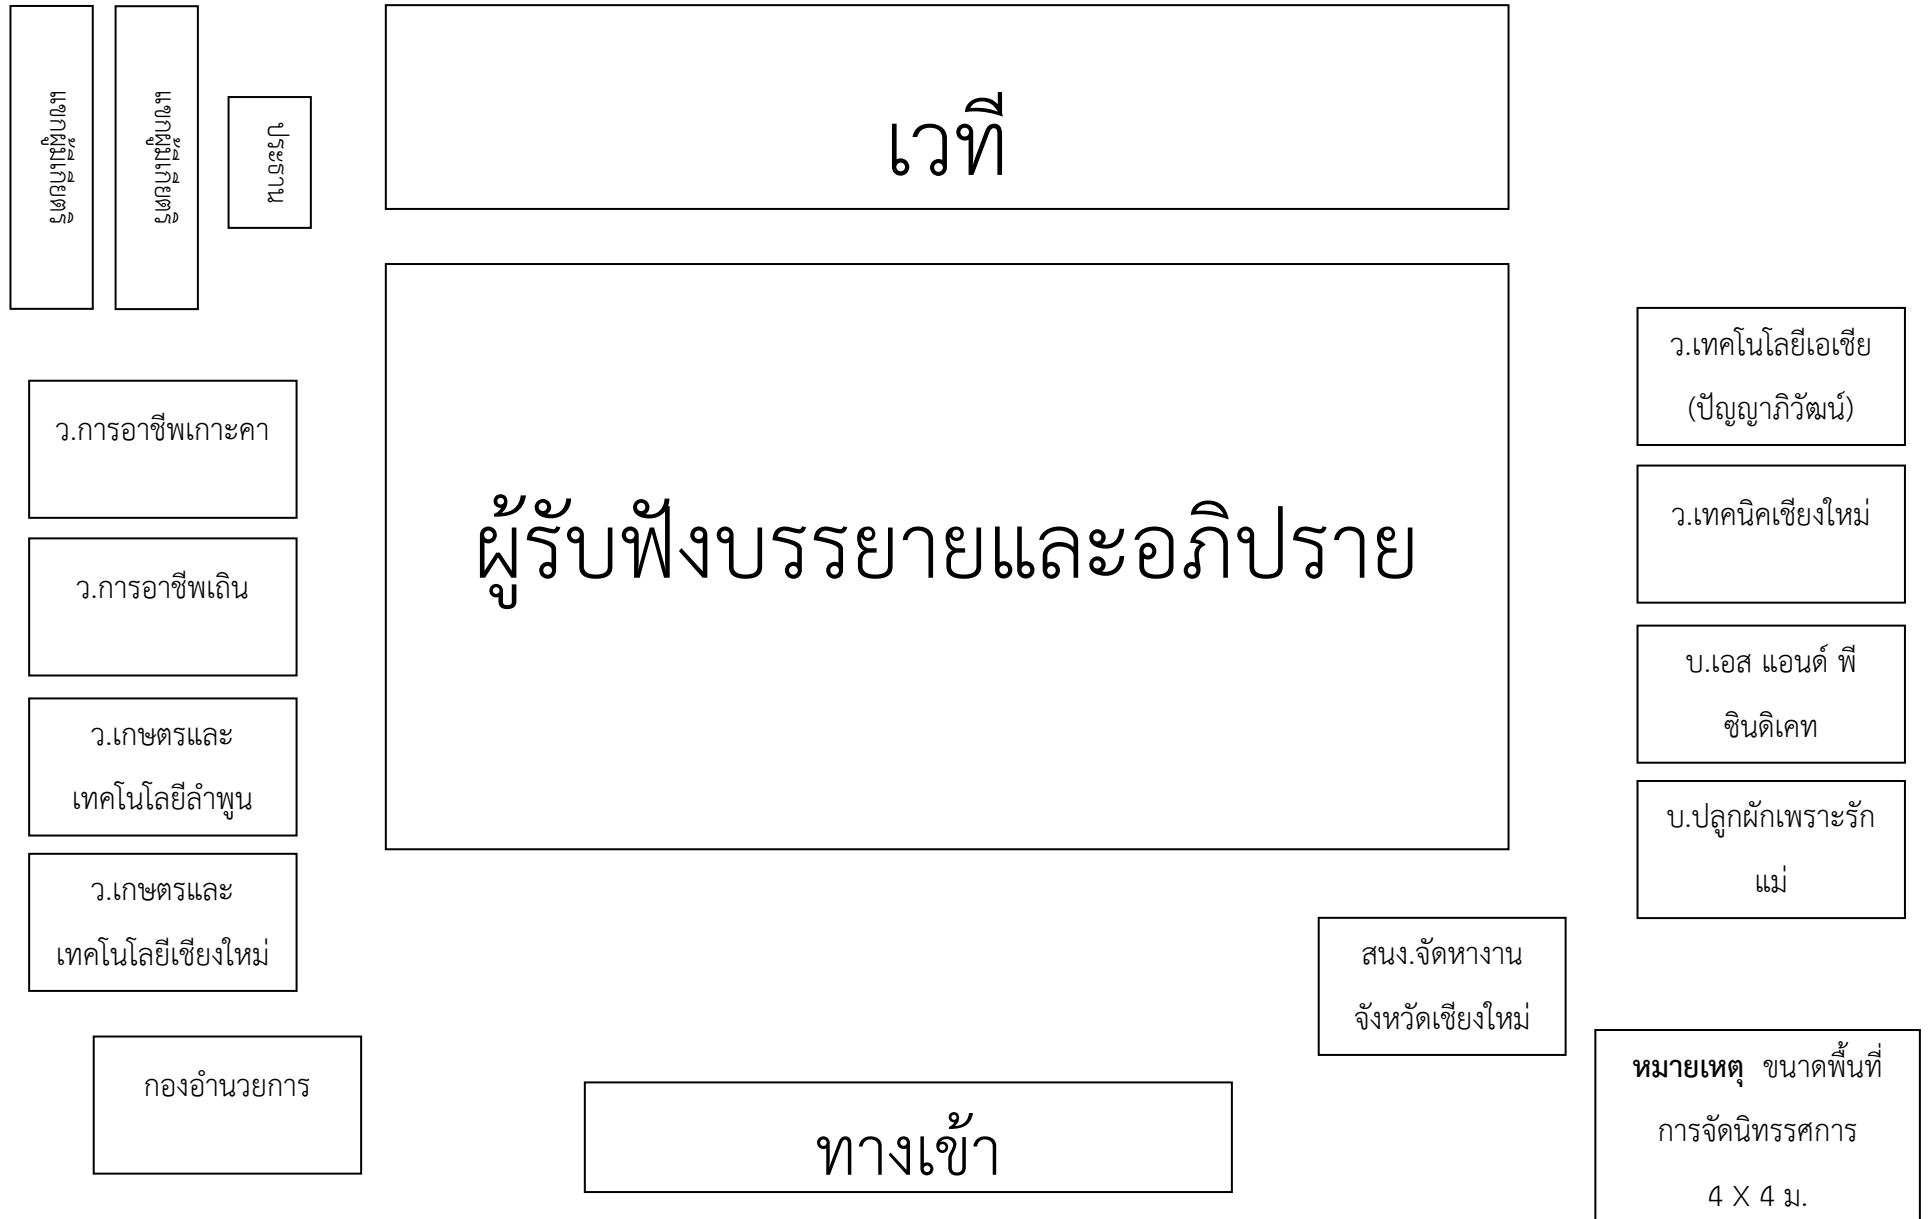 แขกผู้มีเกียตริ
แขกผู้มีเกียตริ
ประธาน
เวที
ผู้รับฟังบรรยายและอภิปราย
ว.การอาชีพเกาะคา
ว.การอาชีพเถิน
ว.เกษตรและ
เทคโนโลยีลำพูน
ว.เกษตรและ
เทคโนโลยีเชียงใหม่
กองอำนวยการ
ว.เทคโนโลยีเอเชีย
(ปัญญาภิวัฒน์)
ว.เทคนิคเชียงใหม่
บ.เอส แอนด์ พี
ซินดิเคท
บ.ปลูกผักเพราะรัก
แม่
สนง.จัดหางาน
จังหวัดเชียงใหม่
ทางเข้า
หมายเหตุ ขนาดพื้นที่
การจัดนิทรรศการ
4 X 4 ม.